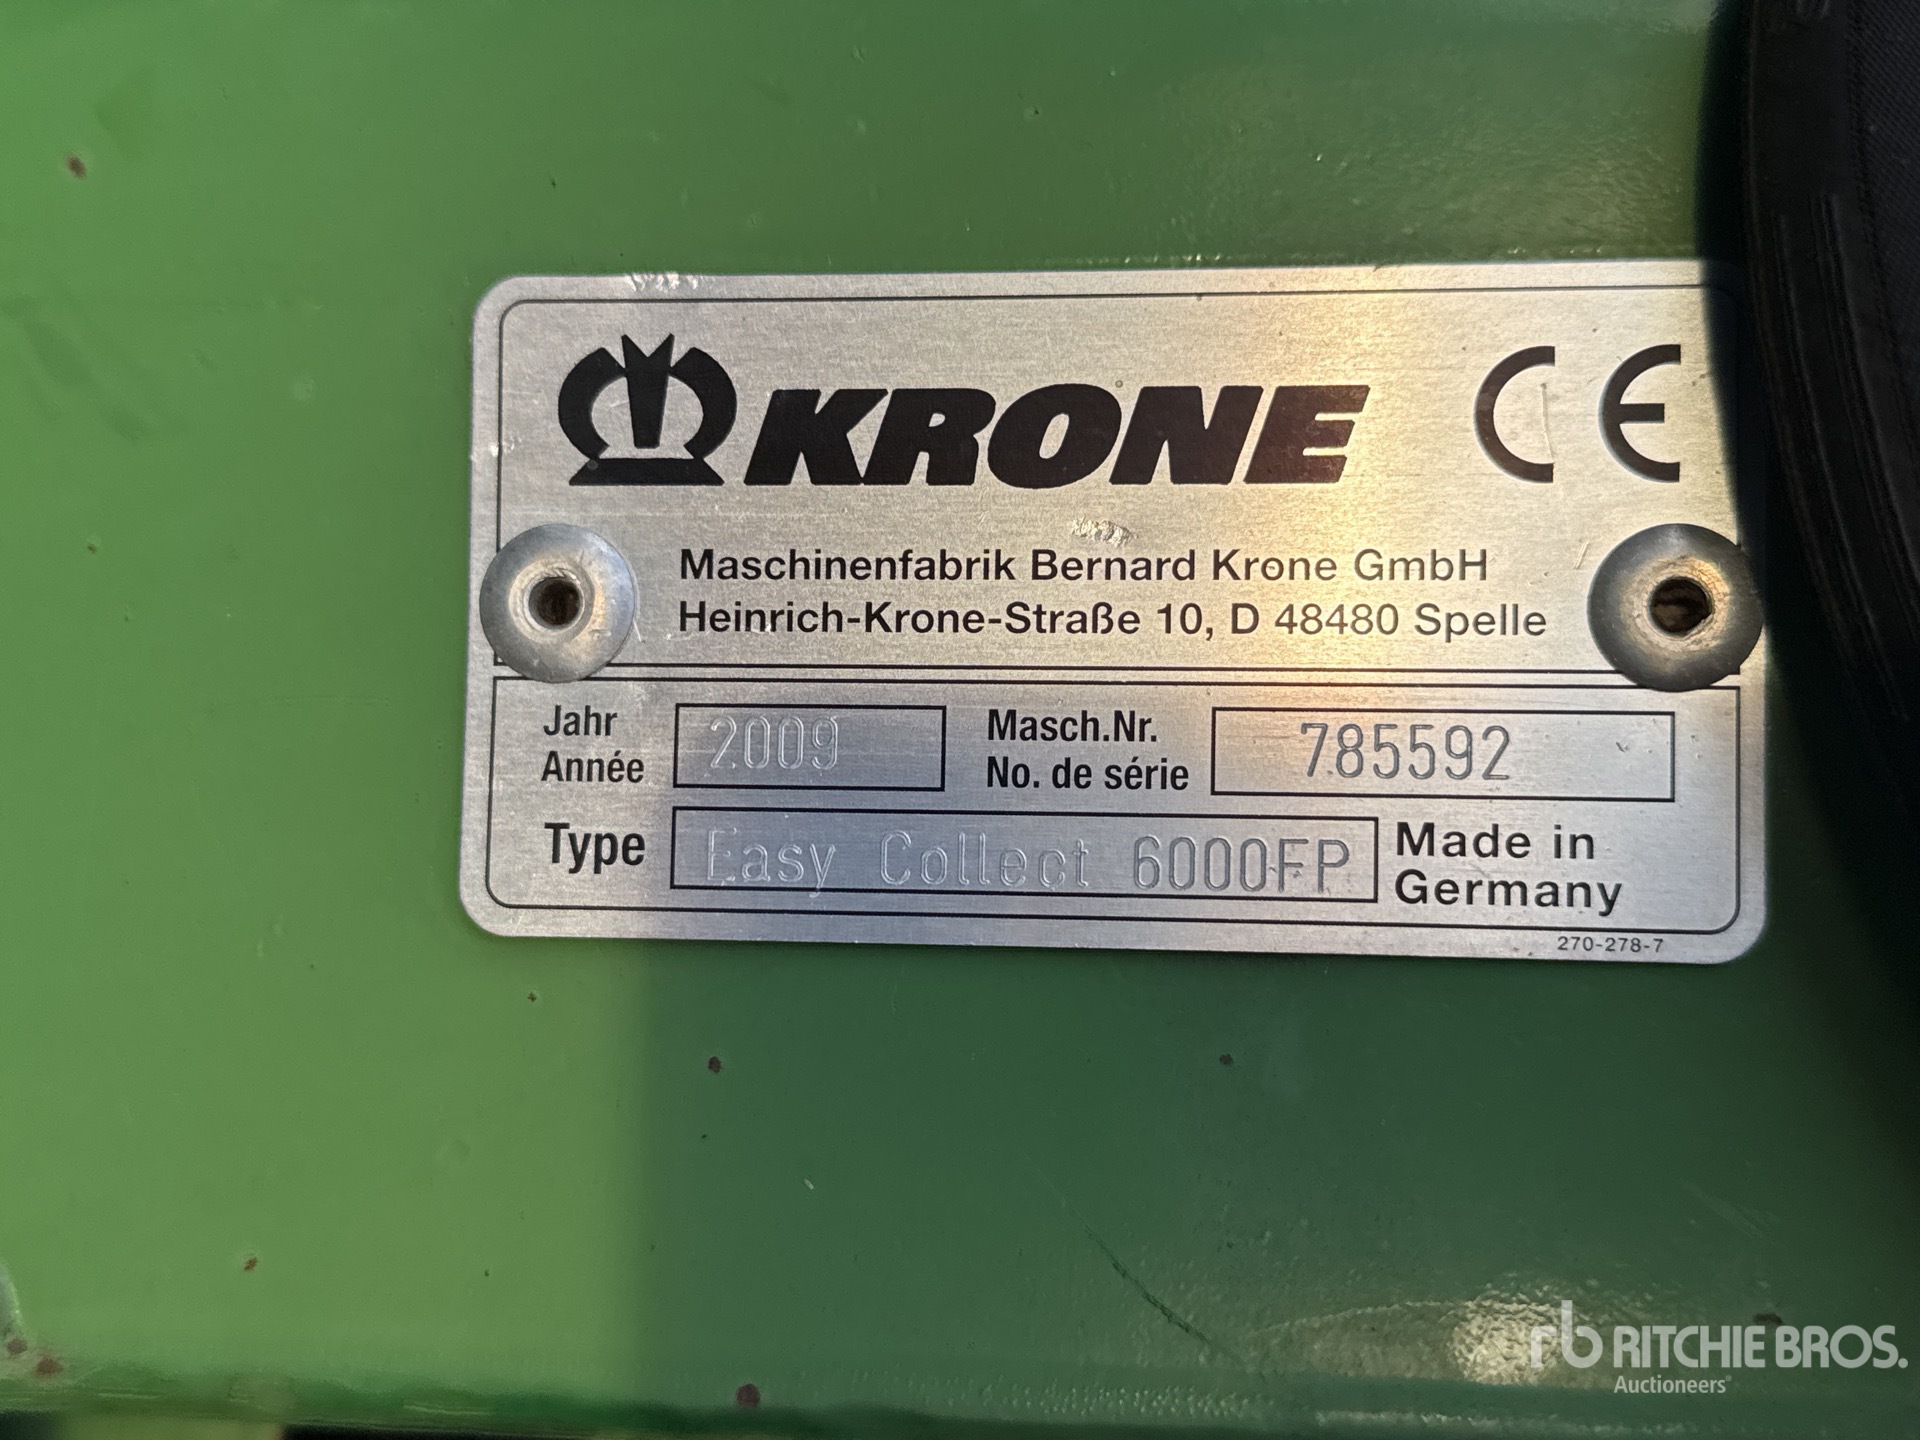 KRONE CE
Maschinenfabrik Bernard Krone GmbH
Heinrich-Krone-Straße 10, D 48480 Spelle
Jahr 2009 Masch.Nr. 785592
Année No. de série
Type Easy Collect 6000FP Made in
Germany
270-278-7
rb RITCHIE BROS.
Auctioneers